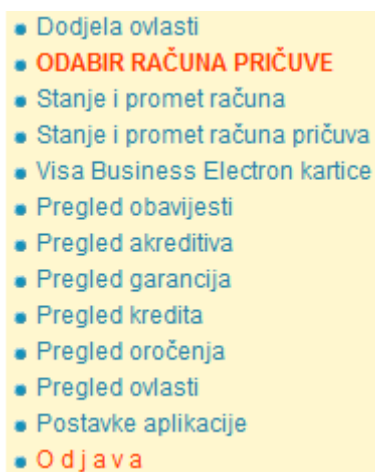 Dodjela ovlasti
ODABIR RAČUNA PRIČUVE
Stanje i promet računa
Stanje i promet računa pričuva
Visa Business Electron kartice
Pregled obavijesti
Pregled akreditiva
Pregled garancija
Pregled kredita
Pregled oročenja
Pregled ovlasti
Postavke aplikacije
O d j a v a